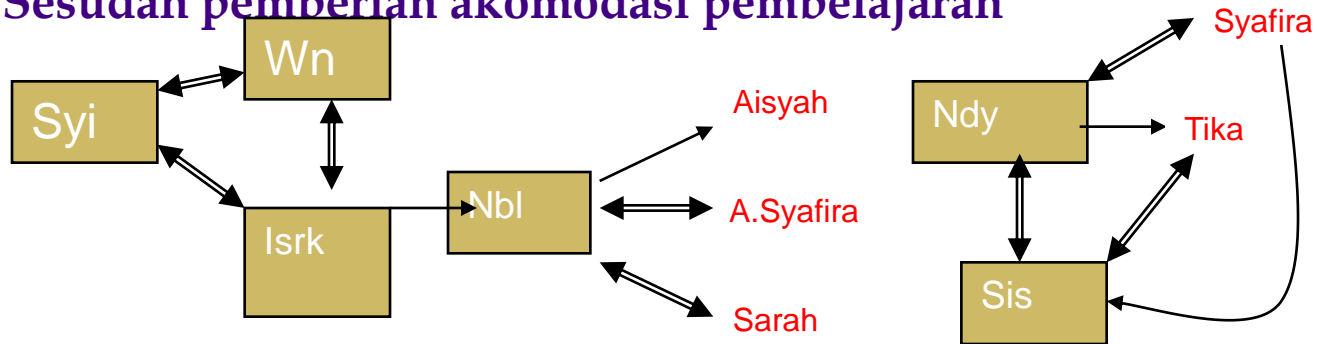 Sesudah pemberian akomodasi pembelajaran
Wn
Syi
Isrk
Nbl
Aisyah
A.Syafira
Sarah
Syafira
Ndy
Tika
Sis